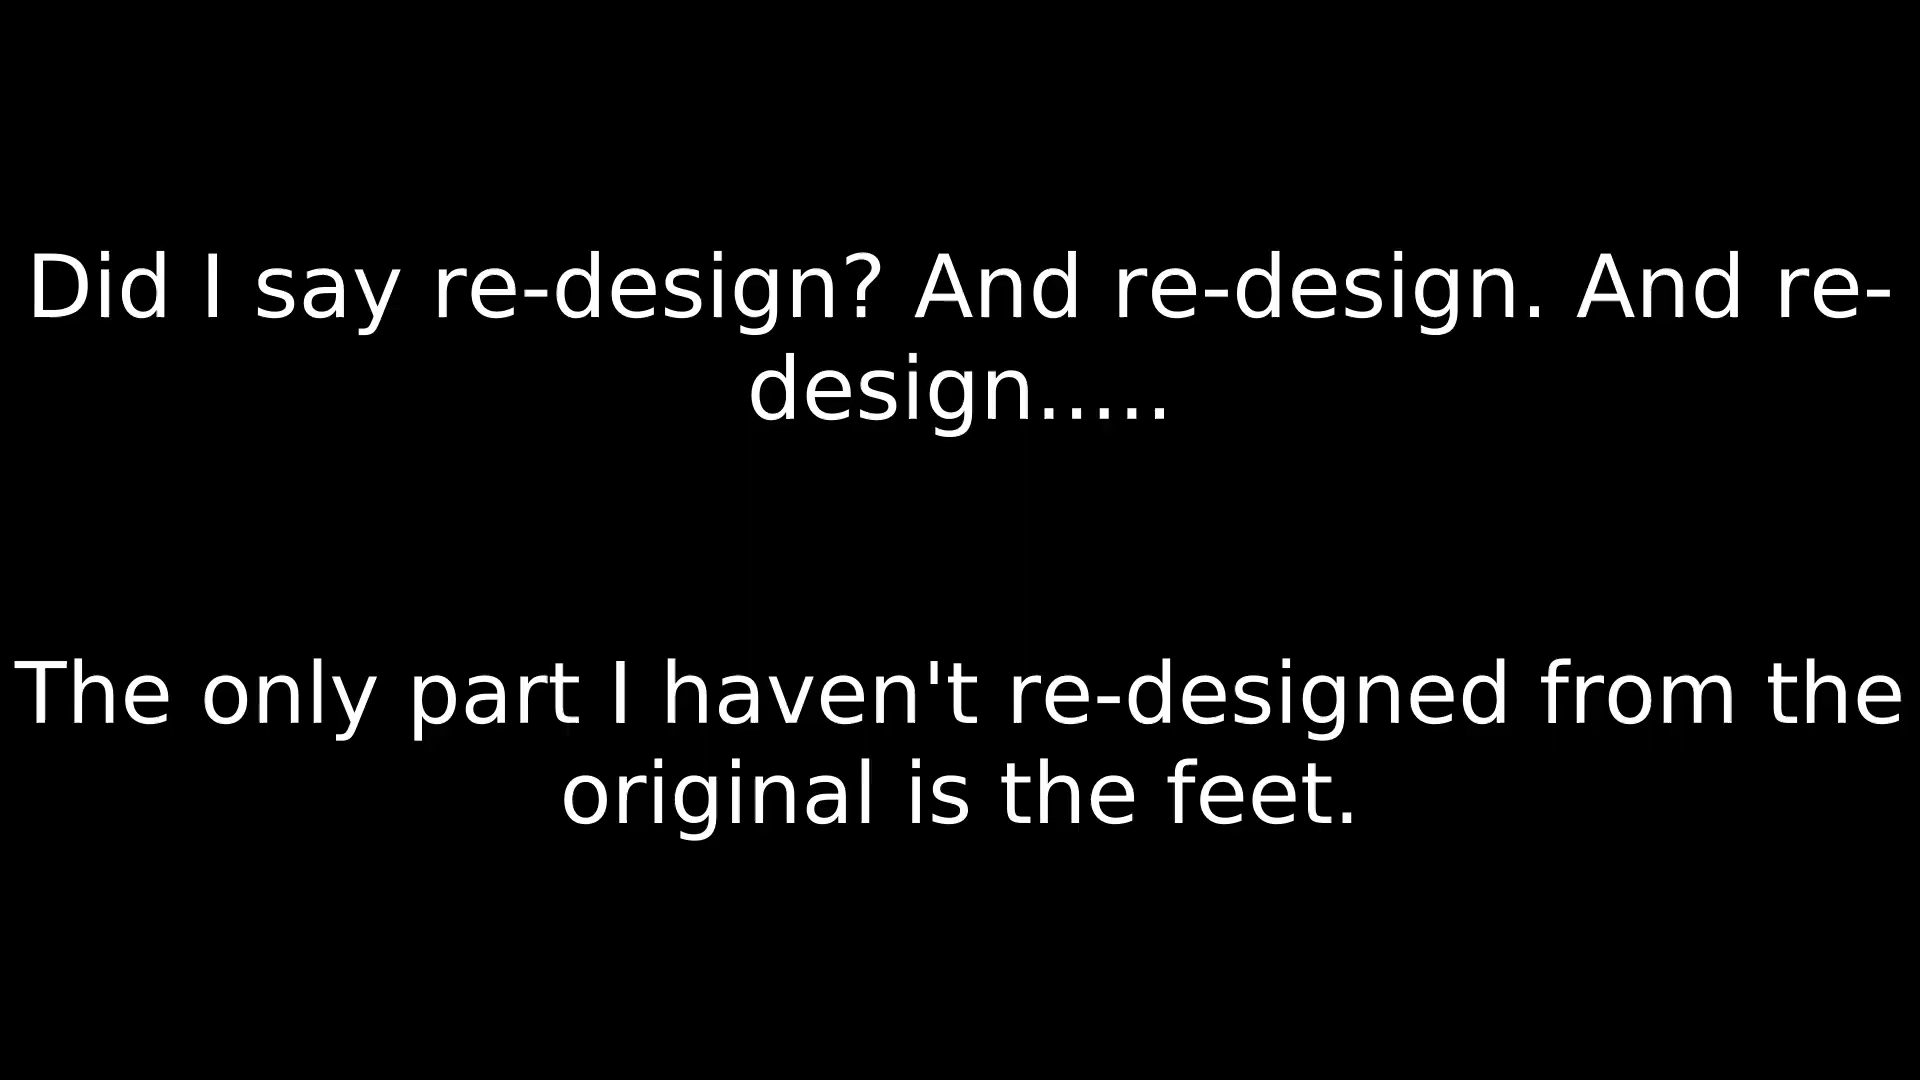 Did I say re-design? And re-design. And re-
design.....
The only part I haven't re-designed from the
original is the feet.